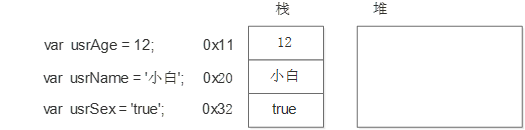 栈 堆
var usrAge = 12; 0x11 12
var usrName = '小白'; 0x20 小白
var usrSex = 'true'; 0x32 true